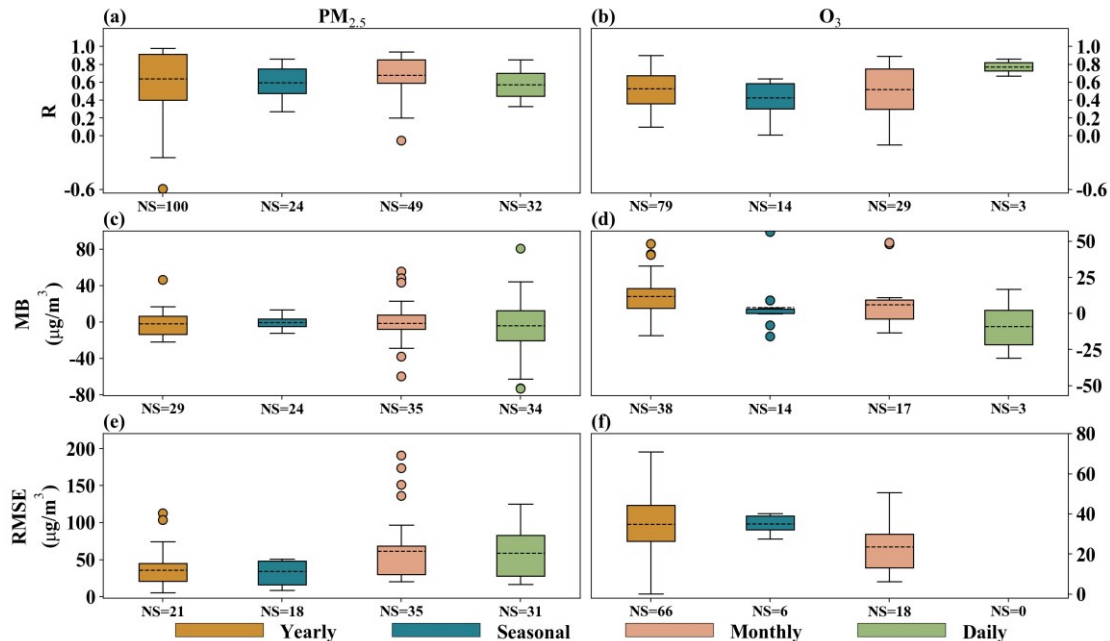 (a) PM2.5
(b) O3
R
1.0
0.8
0.6
0.4
0.2
0.0
-0.6
1.0
0.8
0.6
0.4
0.2
0.0
-0.6
NS=100 NS=24 NS=49 NS=32
NS=79 NS=14 NS=29 NS=3
(c)
(d)
MB
(μg/m³)
80
40
0
-40
-80
50
25
0
-25
-50
NS=29 NS=24 NS=35 NS=34
NS=38 NS=14 NS=17 NS=3
(e)
(f)
RMSE
(μg/m³)
200
150
100
50
0
80
60
40
20
0
NS=21 NS=18 NS=35 NS=31
NS=66 NS=6 NS=18 NS=0
Yearly Seasonal Monthly Daily